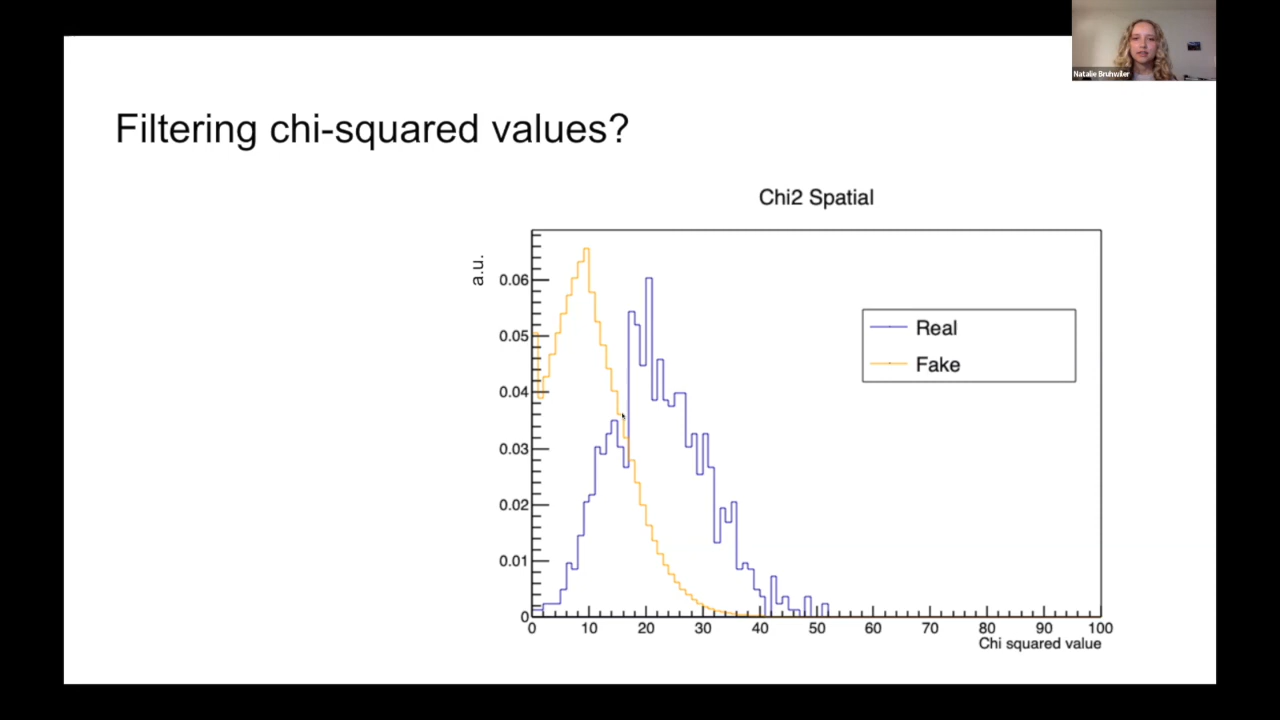 Natalie Bruhwiler
Filtering chi-squared values?
Chi2 Spatial
a.u.
0.06
0.05
0.04
0.03
0.02
0.01
0
Real
Fake
0 10 20 30 40 50 60 70 80 90 100
Chi squared value